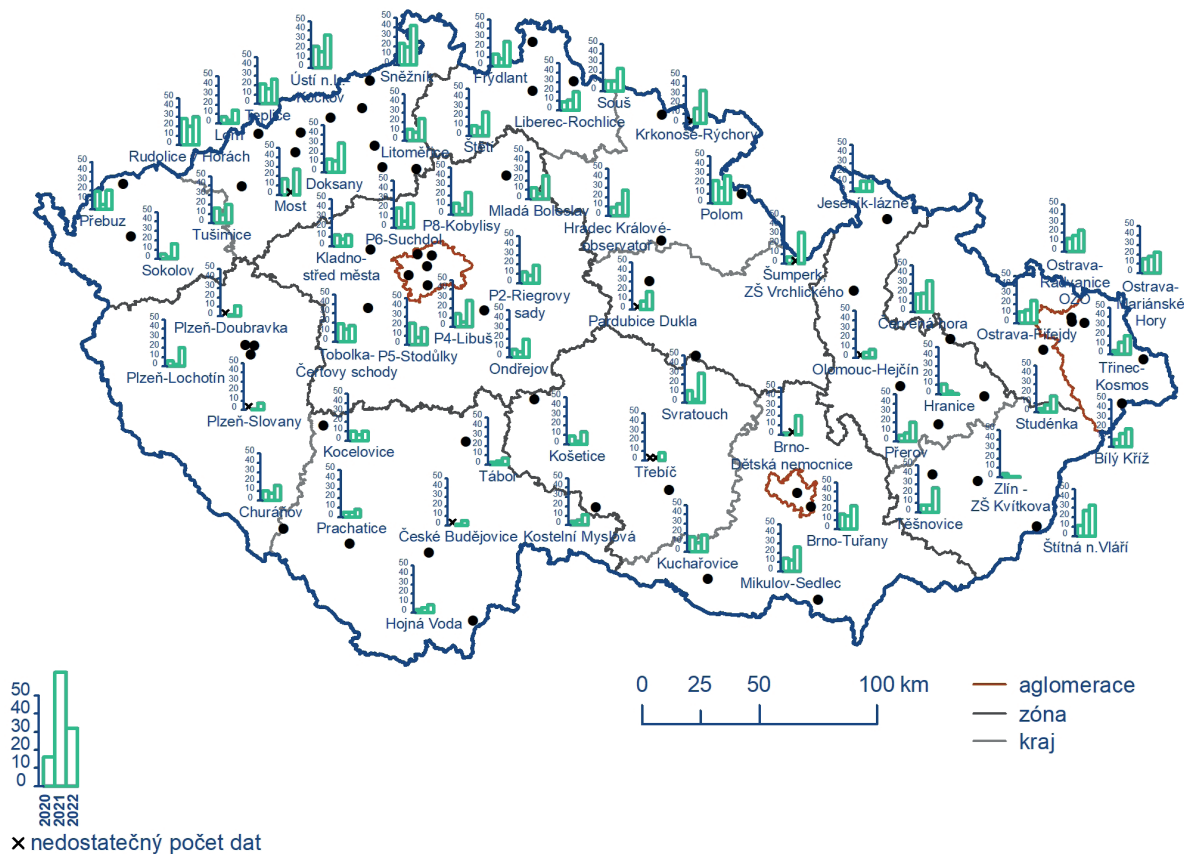 Ústí n.L.
Kočkov
Sněžník
Frýdlant
Teplice
Lom
Rudolice v Horách
Litoměřice
Štětí
Liberec-Rochlice
Souš
Krkonoše-Rýchory
Přebuz
Tušimice
Most
Doksany
Sokolov
Kladno-
střed města
P6-Suchdol
P8-Kobylisy
Mladá Boleslav
Hradec Králové-
observatoř
Polom
Jeseník-lázně
Šumperk
ZŠ Vrchlického
Ostrava-
Radvanice
OZO
Ostrava-
Mariánské
Hory
Plzeň-Doubravka
Plzeň-Lochotín
Plzeň-Slovany
Tobolka-
Čertovy schody
P5-Stodůlky
P4-Libuš
P2-Riegrovy
sady
Ondřejov
Pardubice Dukla
Červená hora
Ostrava-Fifejdy
Olomouc-Hejčín
Třinec-
Kosmos
Svratouch
Hranice
Studénka
Bílý Kříž
Kocelovice
Tábor
Košetice
Třebíč
Brno-
Dětská nemocnice
Přerov
Churáňov
Prachatice
České Budějovice
Kostelní Myslová
Kuchařovice
Brno-Tuřany
Těšnovice
Zlín -
ZŠ Kvítkova
Štítná n.Vláří
Mikulov-Sedlec
Hojná Voda
50
40
30
20
10
0
2020
2021
2022
× nedostatečný počet dat
0 25 50 100 km
aglomerace
zóna
kraj